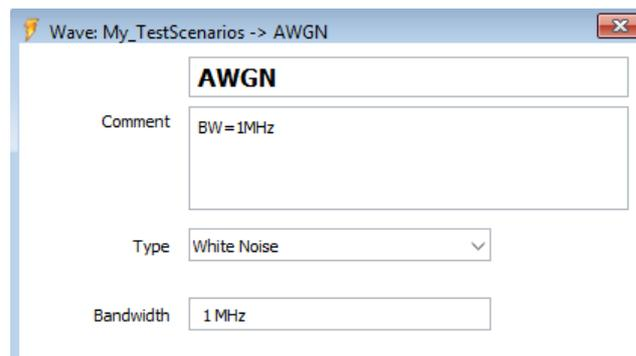 Wave: My_TestScenarios -> AWGN
AWGN
Comment BW=1MHz
Type White Noise
Bandwidth 1 MHz